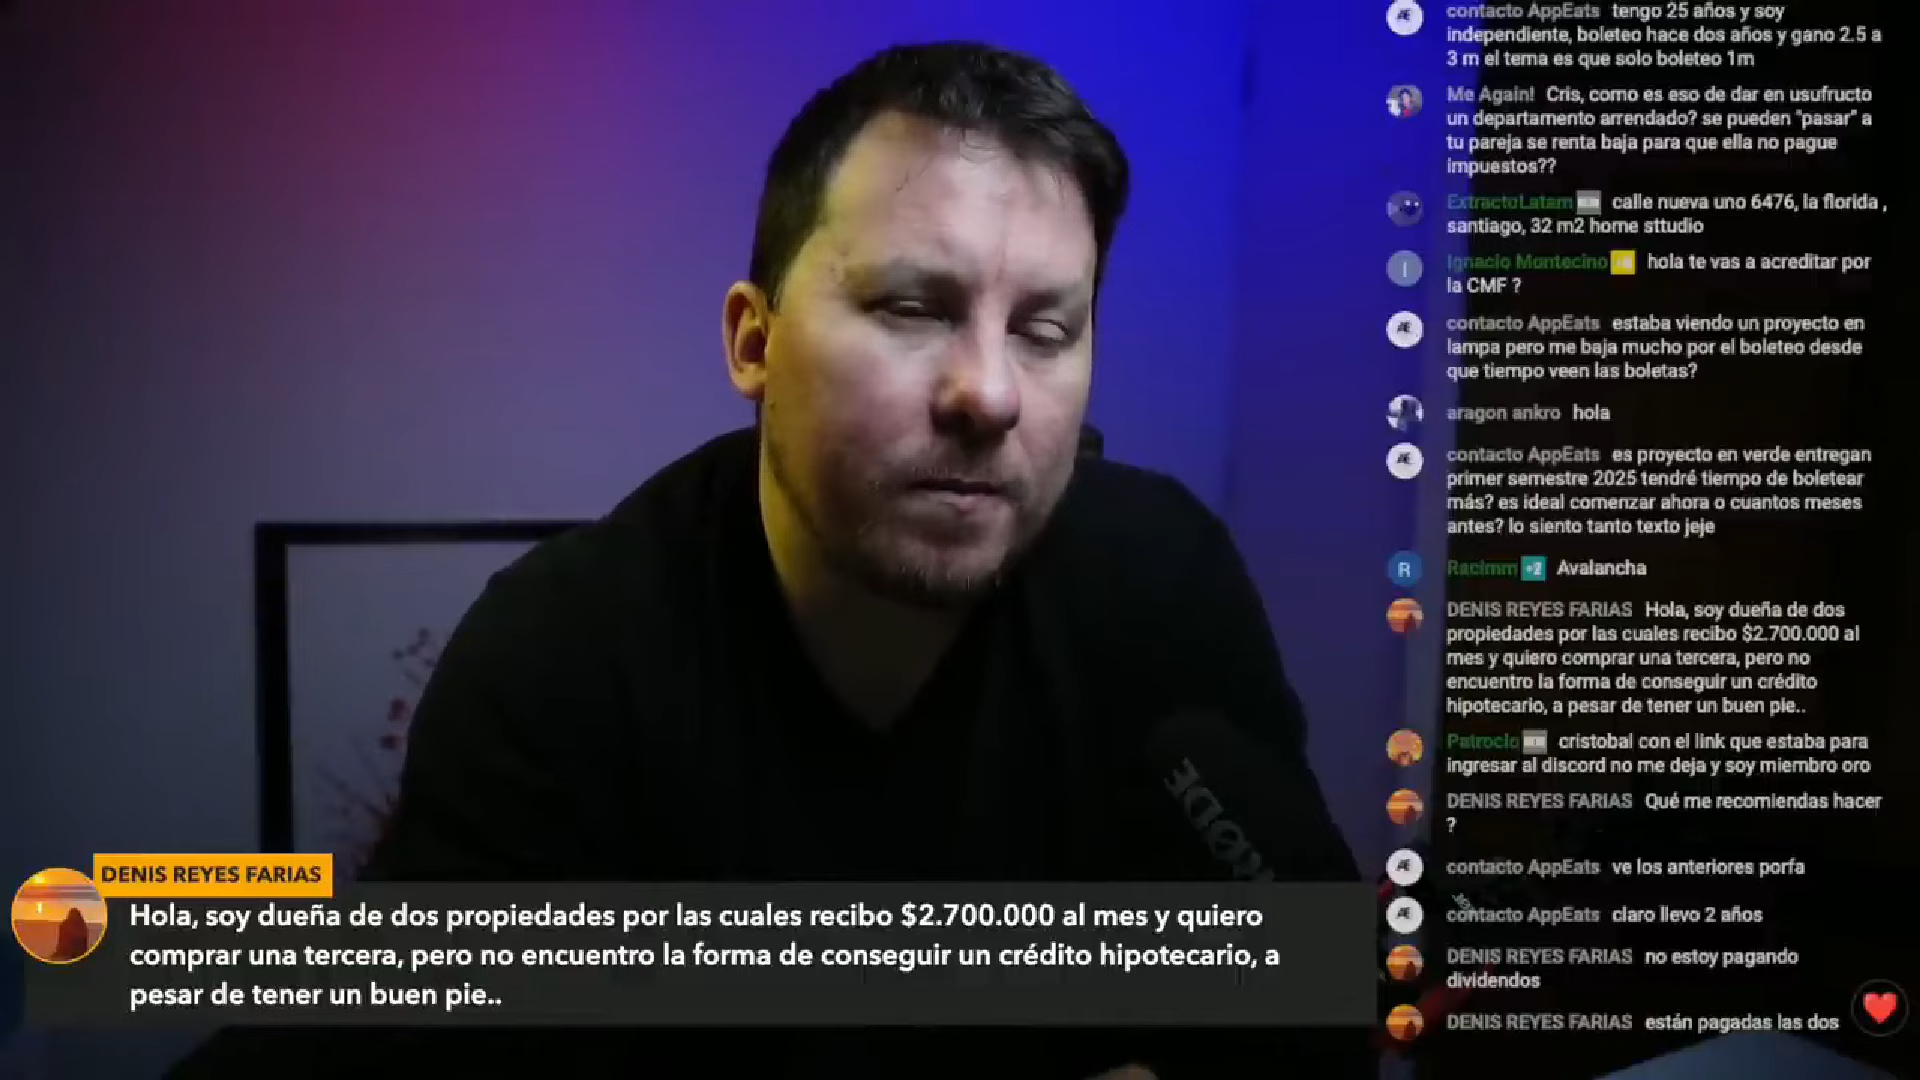 contacto AppEats tengo 25 años y soy
independiente, boleteo hace dos años y gano 2.5 a
3 m el tema es que solo boleteo 1m
Me Again! Cris, como es eso de dar en usufructo
un departamento arrendado? se pueden "pasar" a
tu pareja se renta baja para que ella no pague
impuestos??
ExtractoLatam calle nueva uno 6476, la florida ,
santiago, 32 m2 home sttudio
I
Ignacio Montecino hola te vas a acreditar por
la CMF ?
contacto AppEats estaba viendo un proyecto en
lampa pero me baja mucho por el boleteo desde
que tiempo veen las boletas?
aragon ankro hola
contacto AppEats es proyecto en verde entregan
primer semestre 2025 tendré tiempo de boletear
más? es ideal comenzar ahora o cuantos meses
antes? lo siento tanto texto jeje
R
Racimm +2 Avalancha
DENIS REYES FARIAS Hola, soy dueña de dos
propiedades por las cuales recibo $2.700.000 al
mes y quiero comprar una tercera, pero no
encuentro la forma de conseguir un crédito
hipotecario, a pesar de tener un buen pie..
Patrocio cristobal con el link que estaba para
ingresar al discord no me deja y soy miembro oro
DENIS REYES FARIAS Qué me recomiendas hacer
?
contacto AppEats ve los anteriores porfa
contacto AppEats claro llevo 2 años
DENIS REYES FARIAS no estoy pagando
dividendos
DENIS REYES FARIAS están pagadas las dos
DENIS REYES FARIAS
Hola, soy dueña de dos propiedades por las cuales recibo $2.700.000 al mes y quiero
comprar una tercera, pero no encuentro la forma de conseguir un crédito hipotecario, a
pesar de tener un buen pie..